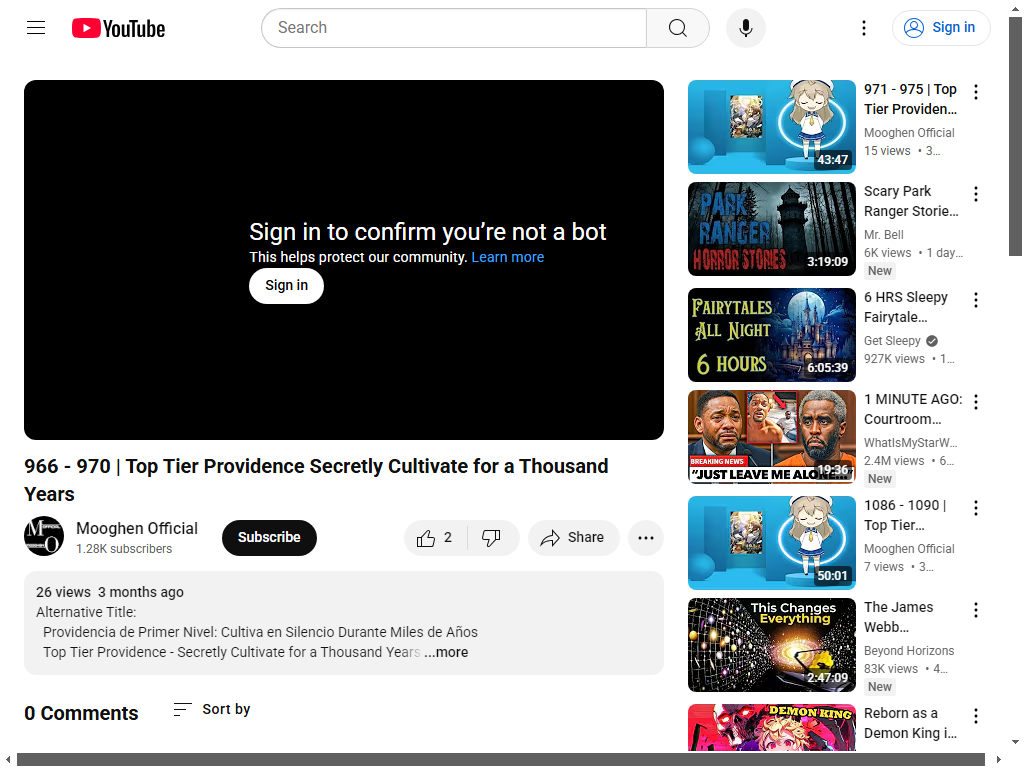 YouTube
Search
Sign in
Sign in to confirm you’re not a bot
This helps protect our community. Learn more
Sign in
966 - 970 | Top Tier Providence Secretly Cultivate for a Thousand
Years
Mooghen Official
1.28K subscribers
Subscribe
2
Share
26 views 3 months ago
Alternative Title:
Providencia de Primer Nivel: Cultiva en Silencio Durante Miles de Años
Top Tier Providence - Secretly Cultivate for a Thousand Years ...more
0 Comments
Sort by
43:47
971 - 975 | Top
Tier Providen...
Mooghen Official
15 views • 3...
PARK
RANGER
HORROR STORIES
3:19:09
Scary Park
Ranger Storie...
Mr. Bell
6K views • 1 day...
New
FAIRYTALES
ALL NIGHT
6 HOURS
6:05:39
6 HRS Sleepy
Fairytale...
Get Sleepy
927K views • 1...
BREAKING NEWS
"JUST LEAVE ME
19:36
1 MINUTE AGO:
Courtroom...
WhatIsMyStarW...
2.4M views • 6...
New
50:01
1086 - 1090 |
Top Tier...
Mooghen Official
7 views • 3...
This Changes
Everything
2:47:09
The James
Webb...
Beyond Horizons
83K views • 4...
New
DEMON KING
Reborn as a
Demon King i...